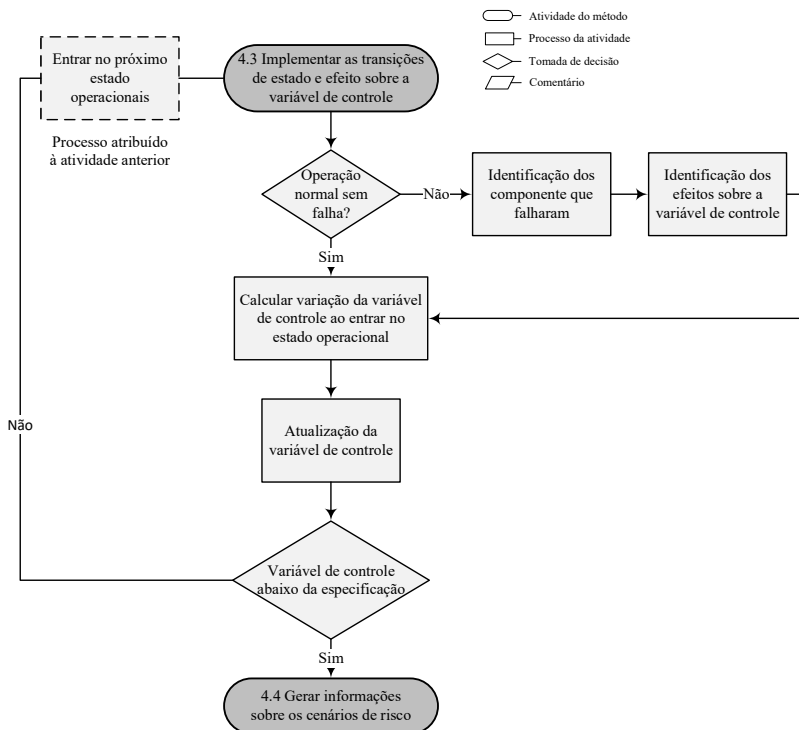 Atividade do método
Processo da atividade
Tomada de decisão
Comentário
Entrar no próximo
estado
operacionais
Processo atribuído
à atividade anterior
4.3 Implementar as transições
de estado e efeito sobre a
variável de controle
Operação
normal sem
falha?
Não
Identificação dos
componente que
falharam
Identificação dos
efeitos sobre a
variável de controle
Sim
Calcular variação da variável
de controle ao entrar no
estado operacional
Atualização da
variável de controle
Não
Variável de controle
abaixo da especificação
Sim
4.4 Gerar informações
sobre os cenários de risco